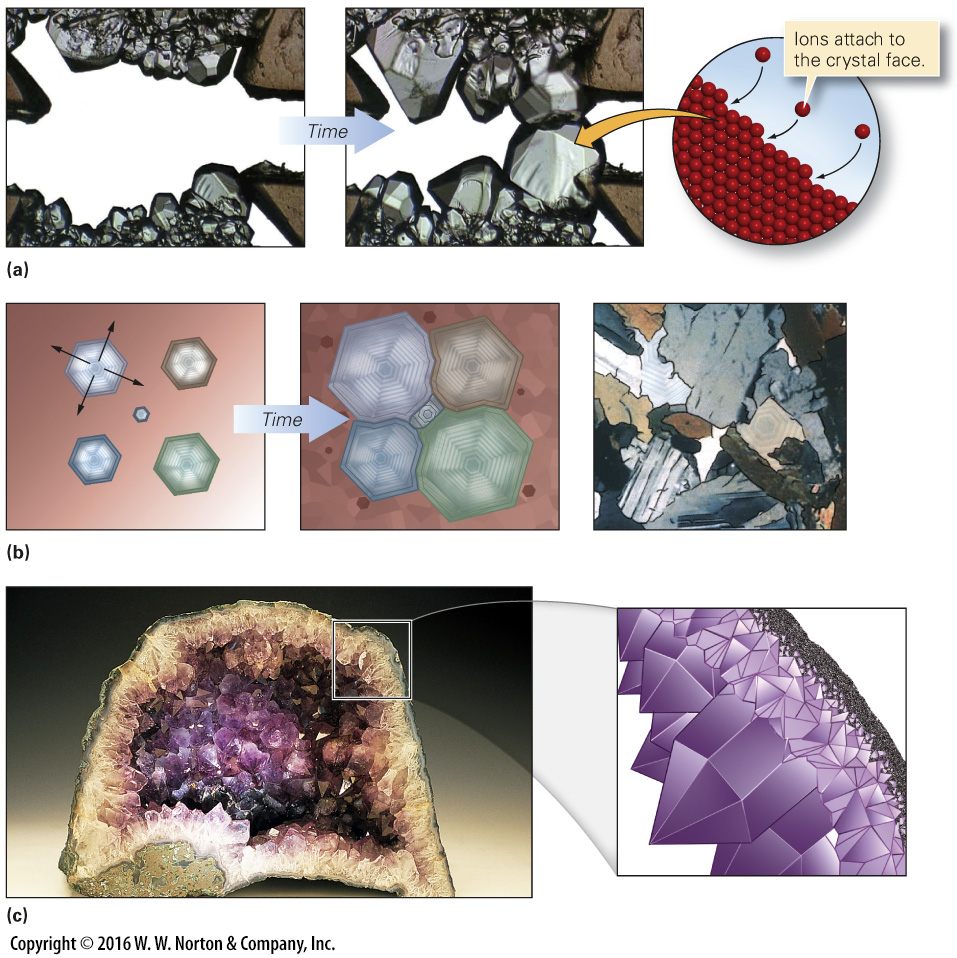 Ions attach to
the crystal face.
Time
(a)
Time
(b)
(c)
Copyright © 2016 W. W. Norton & Company, Inc.